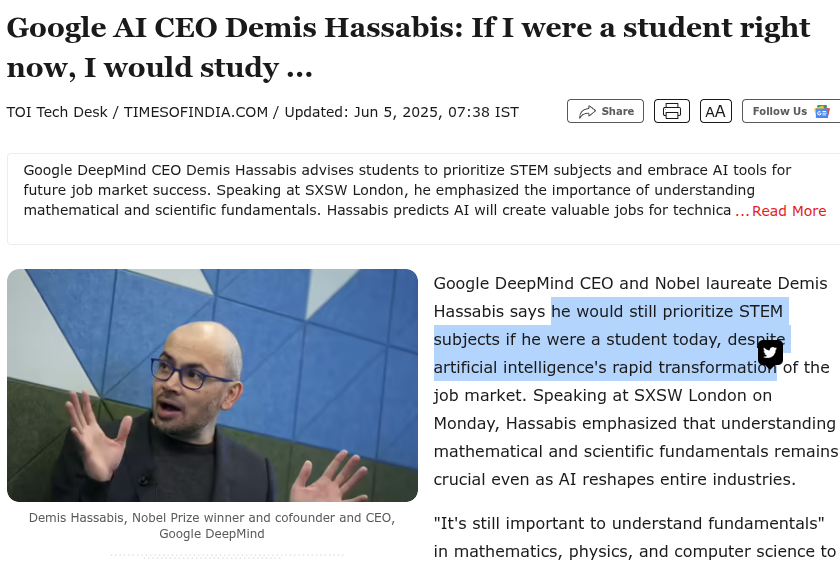 Google AI CEO Demis Hassabis: If I were a student right
now, I would study ...
TOI Tech Desk / TIMESOFINDIA.COM / Updated: Jun 5, 2025, 07:38 IST
Share
AA
Follow Us
Google DeepMind CEO Demis Hassabis advises students to prioritize STEM subjects and embrace AI tools for
future job market success. Speaking at SXSW London, he emphasized the importance of understanding
mathematical and scientific fundamentals. Hassabis predicts AI will create valuable jobs for technica ...Read More
Demis Hassabis, Nobel Prize winner and cofounder and CEO,
Google DeepMind
Google DeepMind CEO and Nobel laureate Demis
Hassabis says he would still prioritize STEM
subjects if he were a student today, despite
artificial intelligence's rapid transformation of the
job market. Speaking at SXSW London on
Monday, Hassabis emphasized that understanding
mathematical and scientific fundamentals remains
crucial even as AI reshapes entire industries.
"It's still important to understand fundamentals"
in mathematics, physics, and computer science to